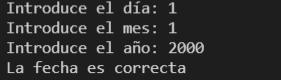 Introduce el día: 1
Introduce el mes: 1
Introduce el año: 2000
La fecha es correcta